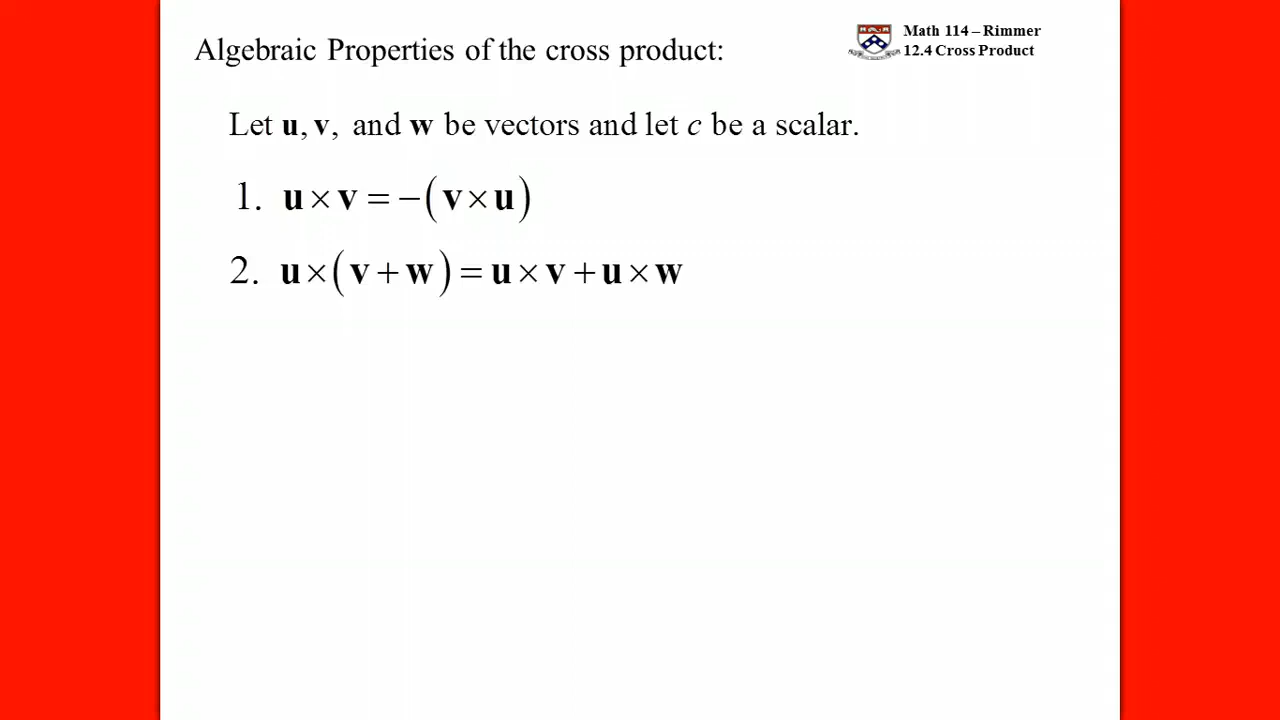 Algebraic Properties of the cross product:
Math 114 – Rimmer
12.4 Cross Product
Let u, v, and w be vectors and let c be a scalar.
1. u × v = −(v × u)
2. u × (v + w) = u × v + u × w